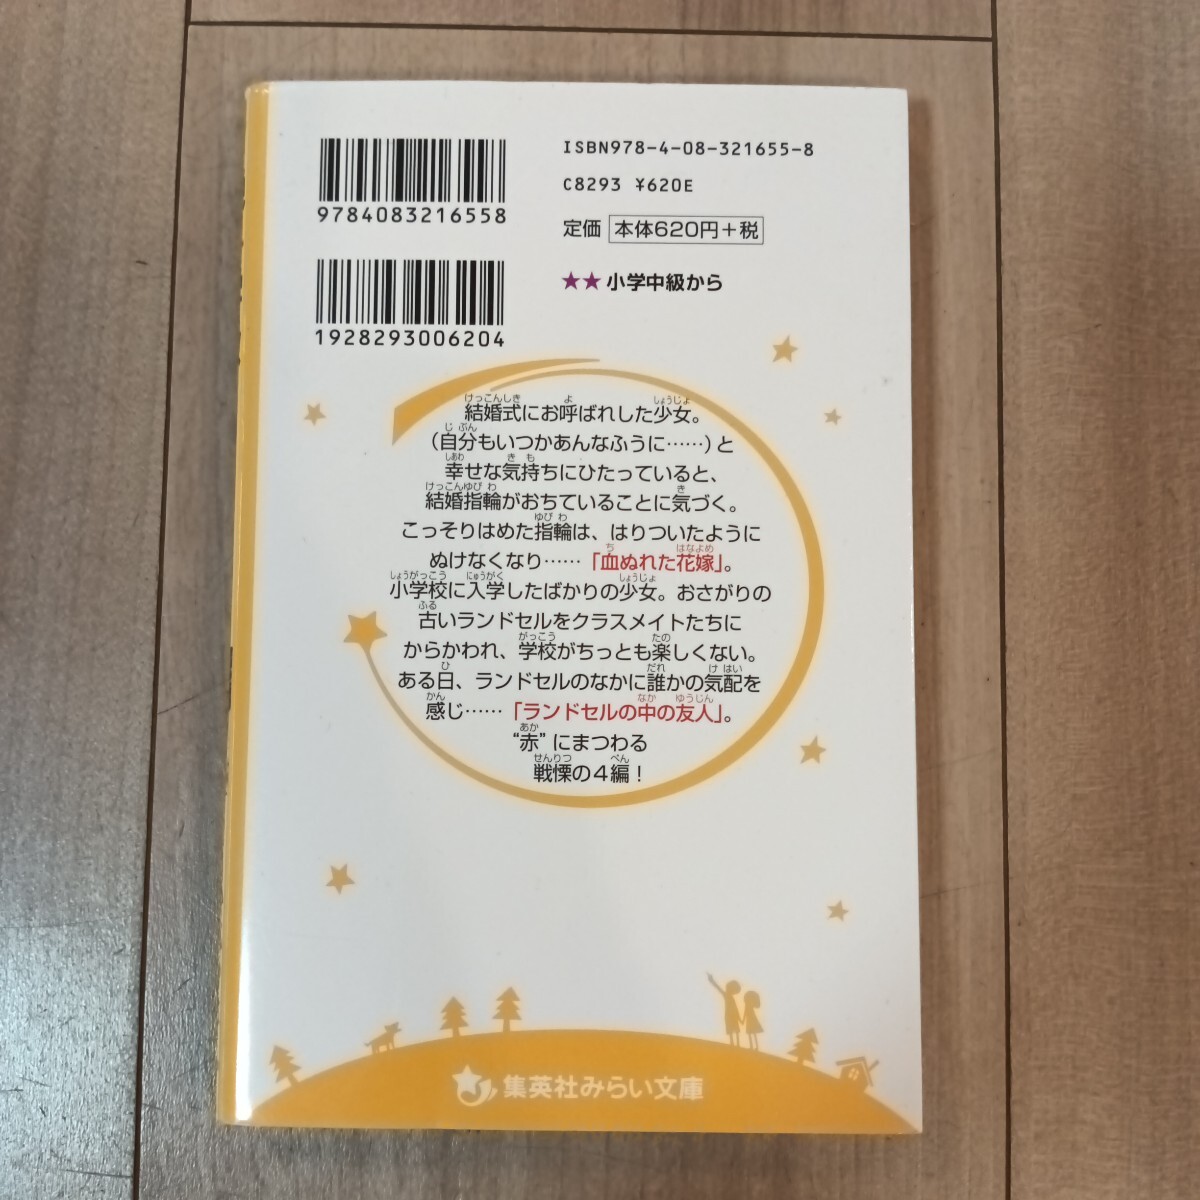 9784083216558
ISBN978-4-08-321655-8
C8293 ¥620E
定価 本体620円+税
1928293006204
★★小学中級から
結婚式にお呼ばれした少女。
(自分もいつかあんなふうに……)と
幸せな気持ちにひたっていると、
結婚指輪がおちていることに気づく。
こっそりはめた指輪は、はりついたように
ぬけなくなり……「血ぬれた花嫁」。
小学校に入学したばかりの少女。おさがりの
古いランドセルをクラスメイトたちに
からかわれ、学校がちっとも楽しくない。
ある日、ランドセルのなかに誰かの気配を
感じ……「ランドセルの中の友人」。
“赤”にまつわる
戦慄の4編!
集英社みらい文庫